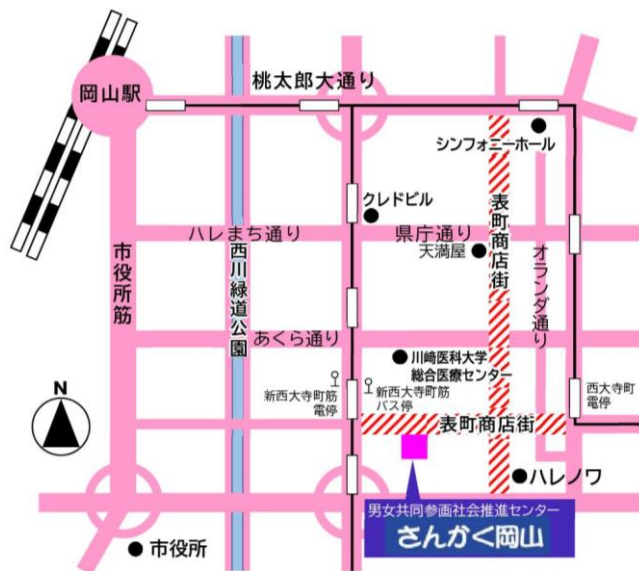 桃太郎大通り
岡山駅
シンフォニーホール
クレドビル
表町商店街
ハレまち通り
県庁通り
天満屋
オランダ通り
市役所筋
西川緑道公園
あくら通り
川﨑医科大学
総合医療センター
新西大寺町筋
電停
新西大寺町筋
バス停
西大寺町
電停
N
表町商店街
ハレノワ
男女共同参画社会推進センター
さんかく岡山
市役所